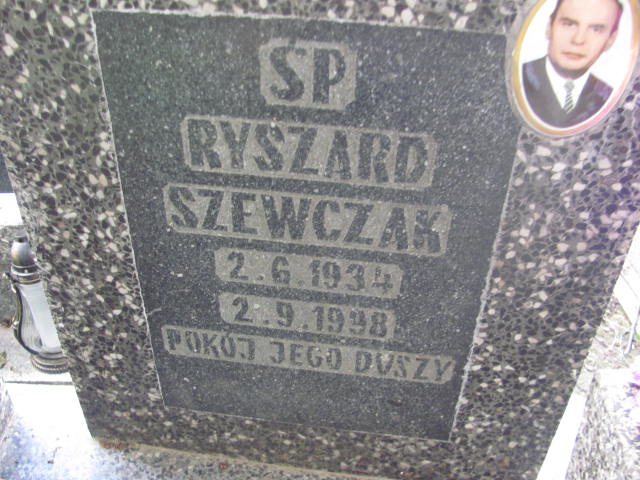 SP
RYSZARD
SZEWCZAK
2.6.1934
2.9.1998
POKÓJ JEGO DUSZY